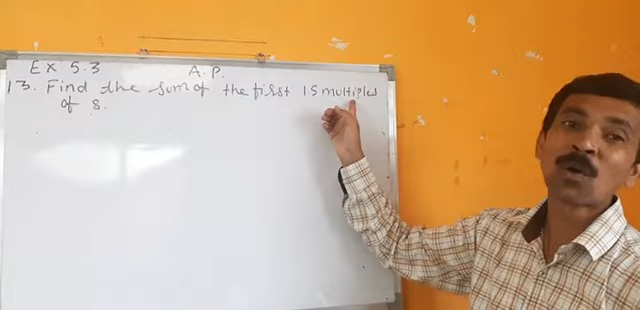 Ex 5.3
A.P.
13. Find the sum of the first 15 multiples
of 8.